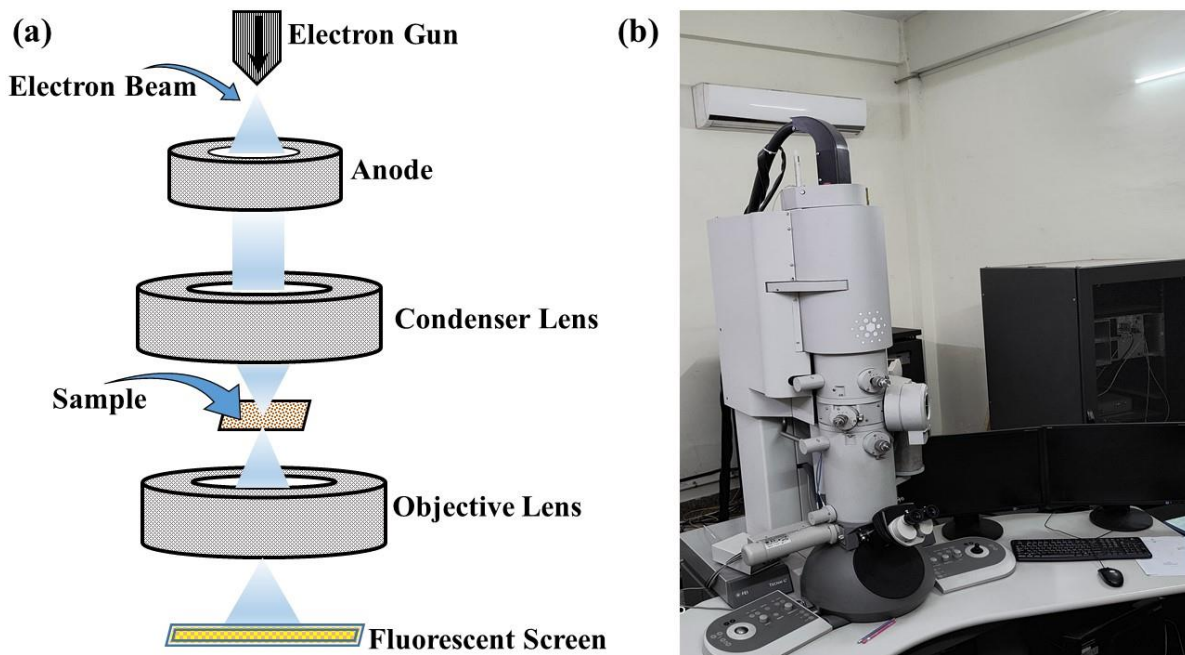 (a)
Electron Gun
Electron Beam
Anode
Condenser Lens
Sample
Objective Lens
Fluorescent Screen
(b)